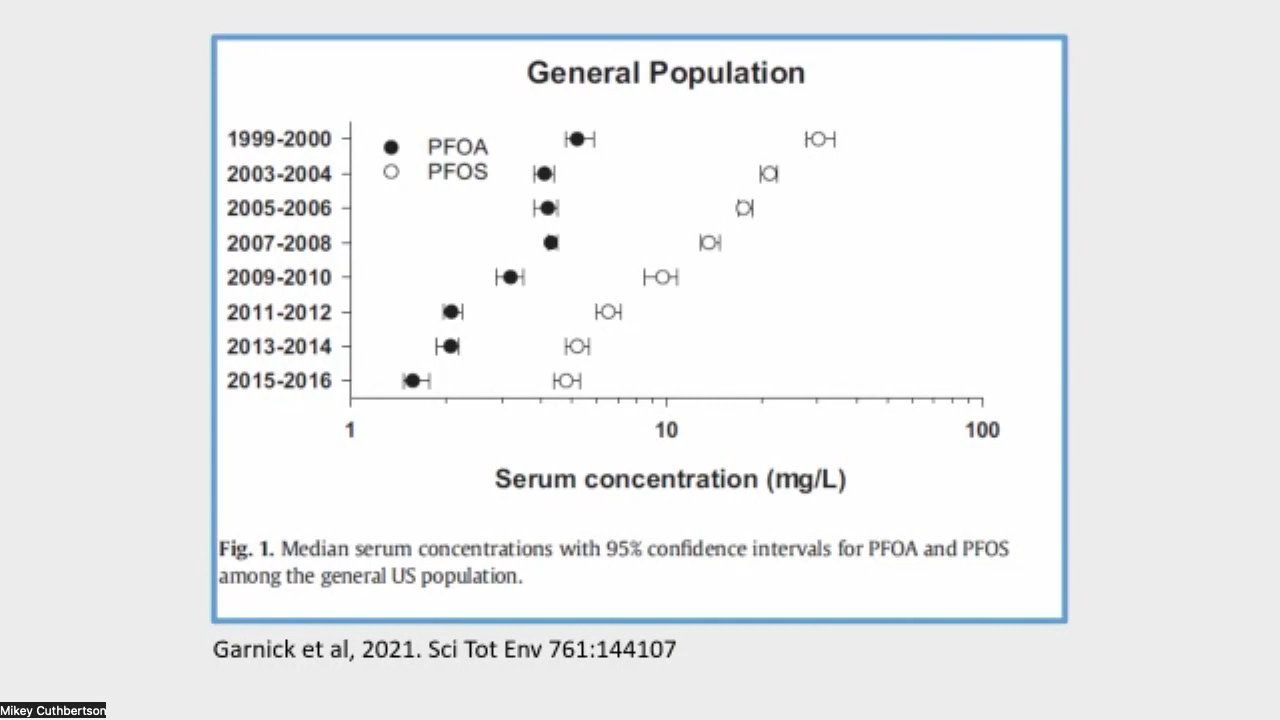 General Population
1999-2000
2003-2004
2005-2006
2007-2008
2009-2010
2011-2012
2013-2014
2015-2016
PFOA
PFOS
1
10
100
Serum concentration (mg/L)
Fig. 1. Median serum concentrations with 95% confidence intervals for PFOA and PFOS
among the general US population.
Garnick et al, 2021. Sci Tot Env 761:144107
Mikey Cuthbertson